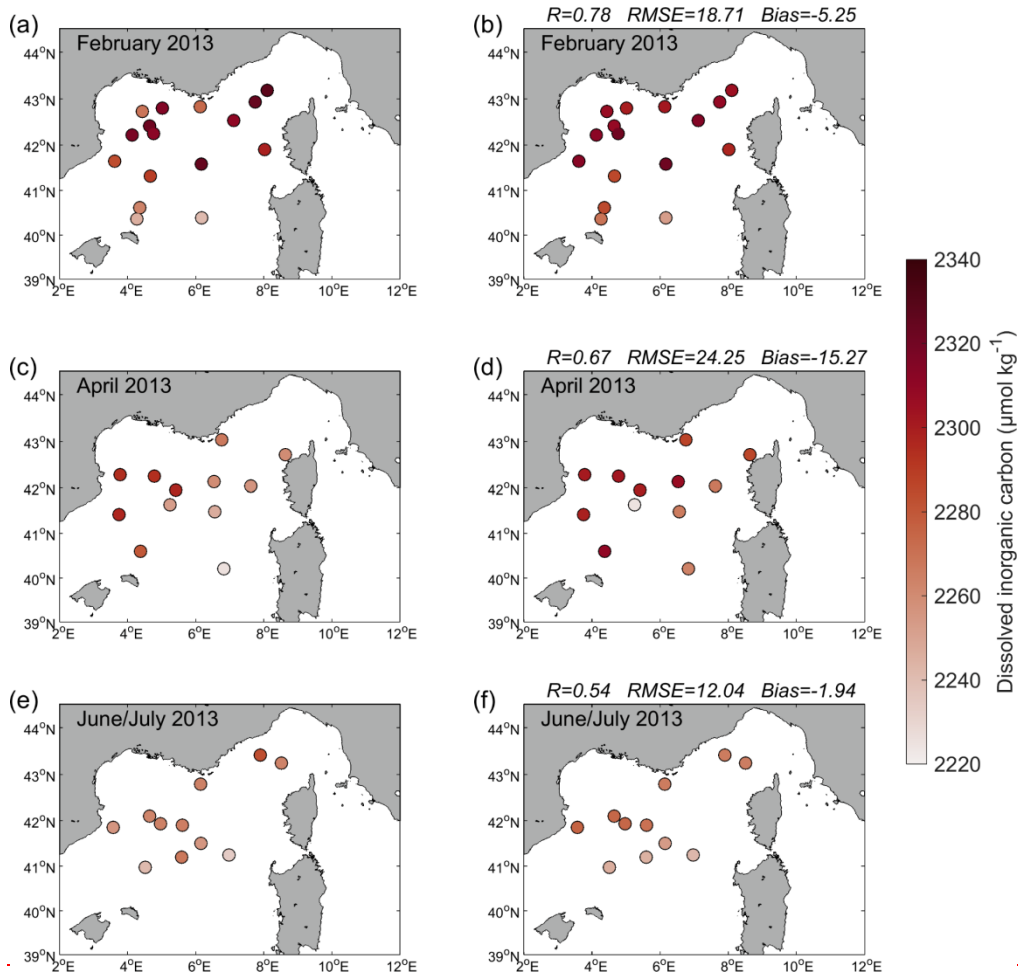 (a)
February 2013
44°N
43°N
42°N
41°N
40°N
39°N
2°E 4°E 6°E 8°E 10°E 12°E
R=0.78 RMSE=18.71 Bias=-5.25
(b)
February 2013
44°N
43°N
42°N
41°N
40°N
39°N
2°E 4°E 6°E 8°E 10°E 12°E
(c)
April 2013
44°N
43°N
42°N
41°N
40°N
39°N
2°E 4°E 6°E 8°E 10°E 12°E
R=0.67 RMSE=24.25 Bias=-15.27
(d)
April 2013
44°N
43°N
42°N
41°N
40°N
39°N
2°E 4°E 6°E 8°E 10°E 12°E
(e)
June/July 2013
44°N
43°N
42°N
41°N
40°N
39°N
2°E 4°E 6°E 8°E 10°E 12°E
R=0.54 RMSE=12.04 Bias=-1.94
(f)
June/July 2013
44°N
43°N
42°N
41°N
40°N
39°N
2°E 4°E 6°E 8°E 10°E 12°E
2340
2320
2300
2280
2260
2240
2220
Dissolved inorganic carbon (µmol kg⁻¹)